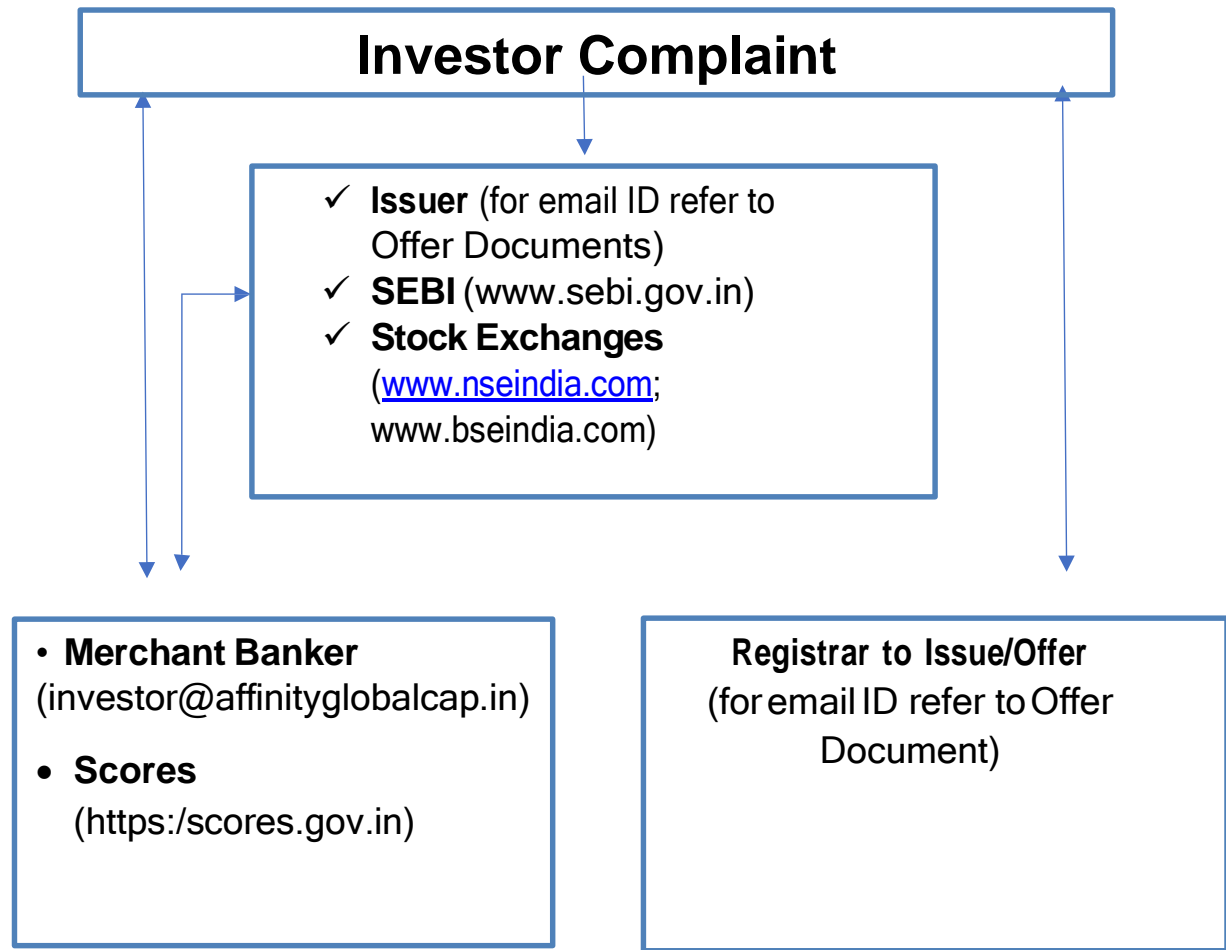 Investor Complaint
✓ Issuer (for email ID refer to
Offer Documents)
✓ SEBI (www.sebi.gov.in)
✓ Stock Exchanges
(www.nseindia.com;
www.bseindia.com)
• Merchant Banker
(investor@affinityglobalcap.in)
• Scores
(https:/scores.gov.in)
Registrar to Issue/Offer
(for email ID refer to Offer
Document)